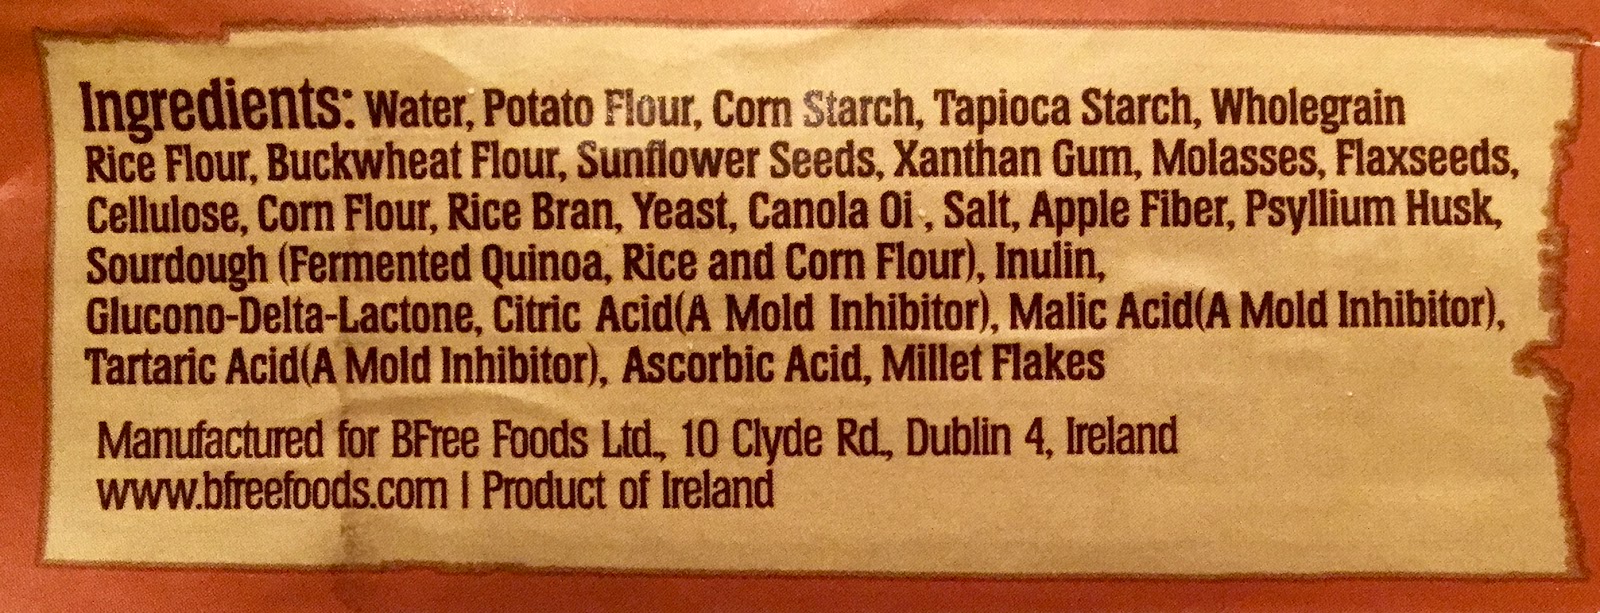 Ingredients: Water, Potato Flour, Corn Starch, Tapioca Starch, Wholegrain
Rice Flour, Buckwheat Flour, Sunflower Seeds, Xanthan Gum, Molasses, Flaxseeds,
Cellulose, Corn Flour, Rice Bran, Yeast, Canola Oi , Salt, Apple Fiber, Psyllium Husk,
Sourdough (Fermented Quinoa, Rice and Corn Flour), Inulin,
Glucono-Delta-Lactone, Citric Acid(A Mold Inhibitor), Malic Acid(A Mold Inhibitor),
Tartaric Acid(A Mold Inhibitor), Ascorbic Acid, Millet Flakes
Manufactured for BFree Foods Ltd., 10 Clyde Rd., Dublin 4, Ireland
www.bfreefoods.com | Product of Ireland